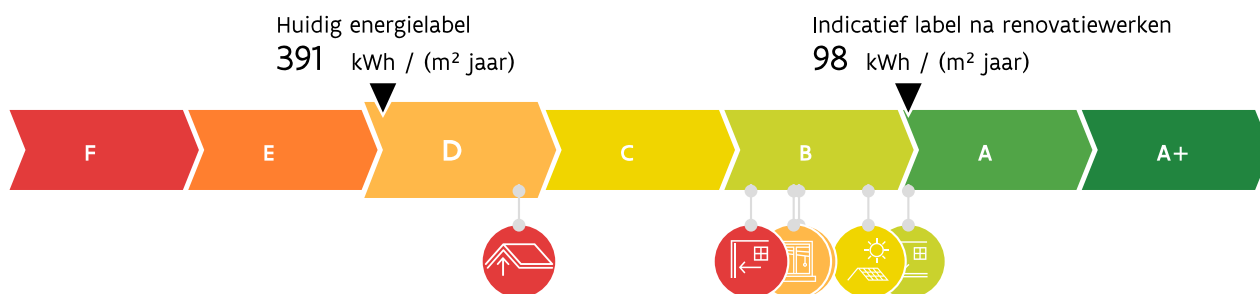 Huidig energielabel
391 kWh / (m² jaar)
Indicatief label na renovatiewerken
98 kWh / (m² jaar)
F E D C B A A+